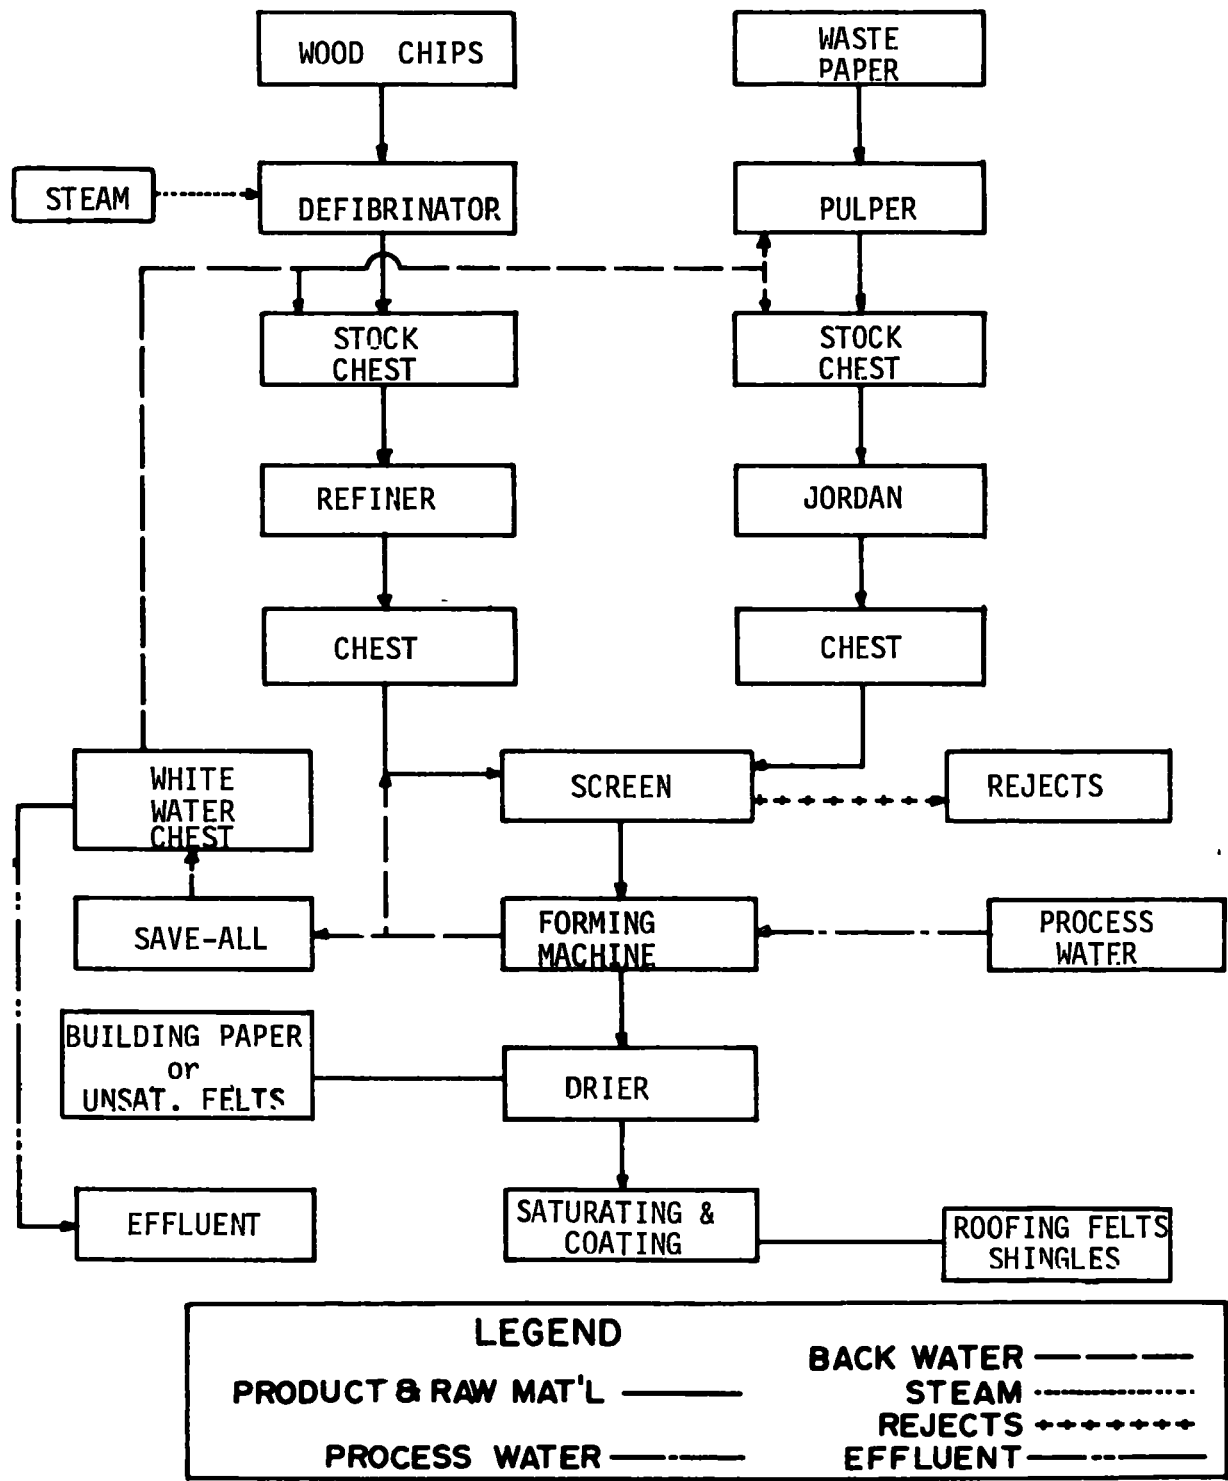 WOOD CHIPS
WASTE
PAPER
STEAM
DEFIBRINATOR
PULPER
STOCK
CHEST
STOCK
CHEST
REFINER
JORDAN
CHEST
CHEST
WHITE
WATER
CHEST
SCREEN
REJECTS
SAVE-ALL
FORMING
MACHINE
PROCESS
WATER
BUILDING PAPER
or
UNSAT. FELTS
DRIER
EFFLUENT
SATURATING &
COATING
ROOFING FELTS
SHINGLES
LEGEND
PRODUCT & RAW MAT'L
PROCESS WATER
BACK WATER
STEAM
REJECTS
EFFLUENT